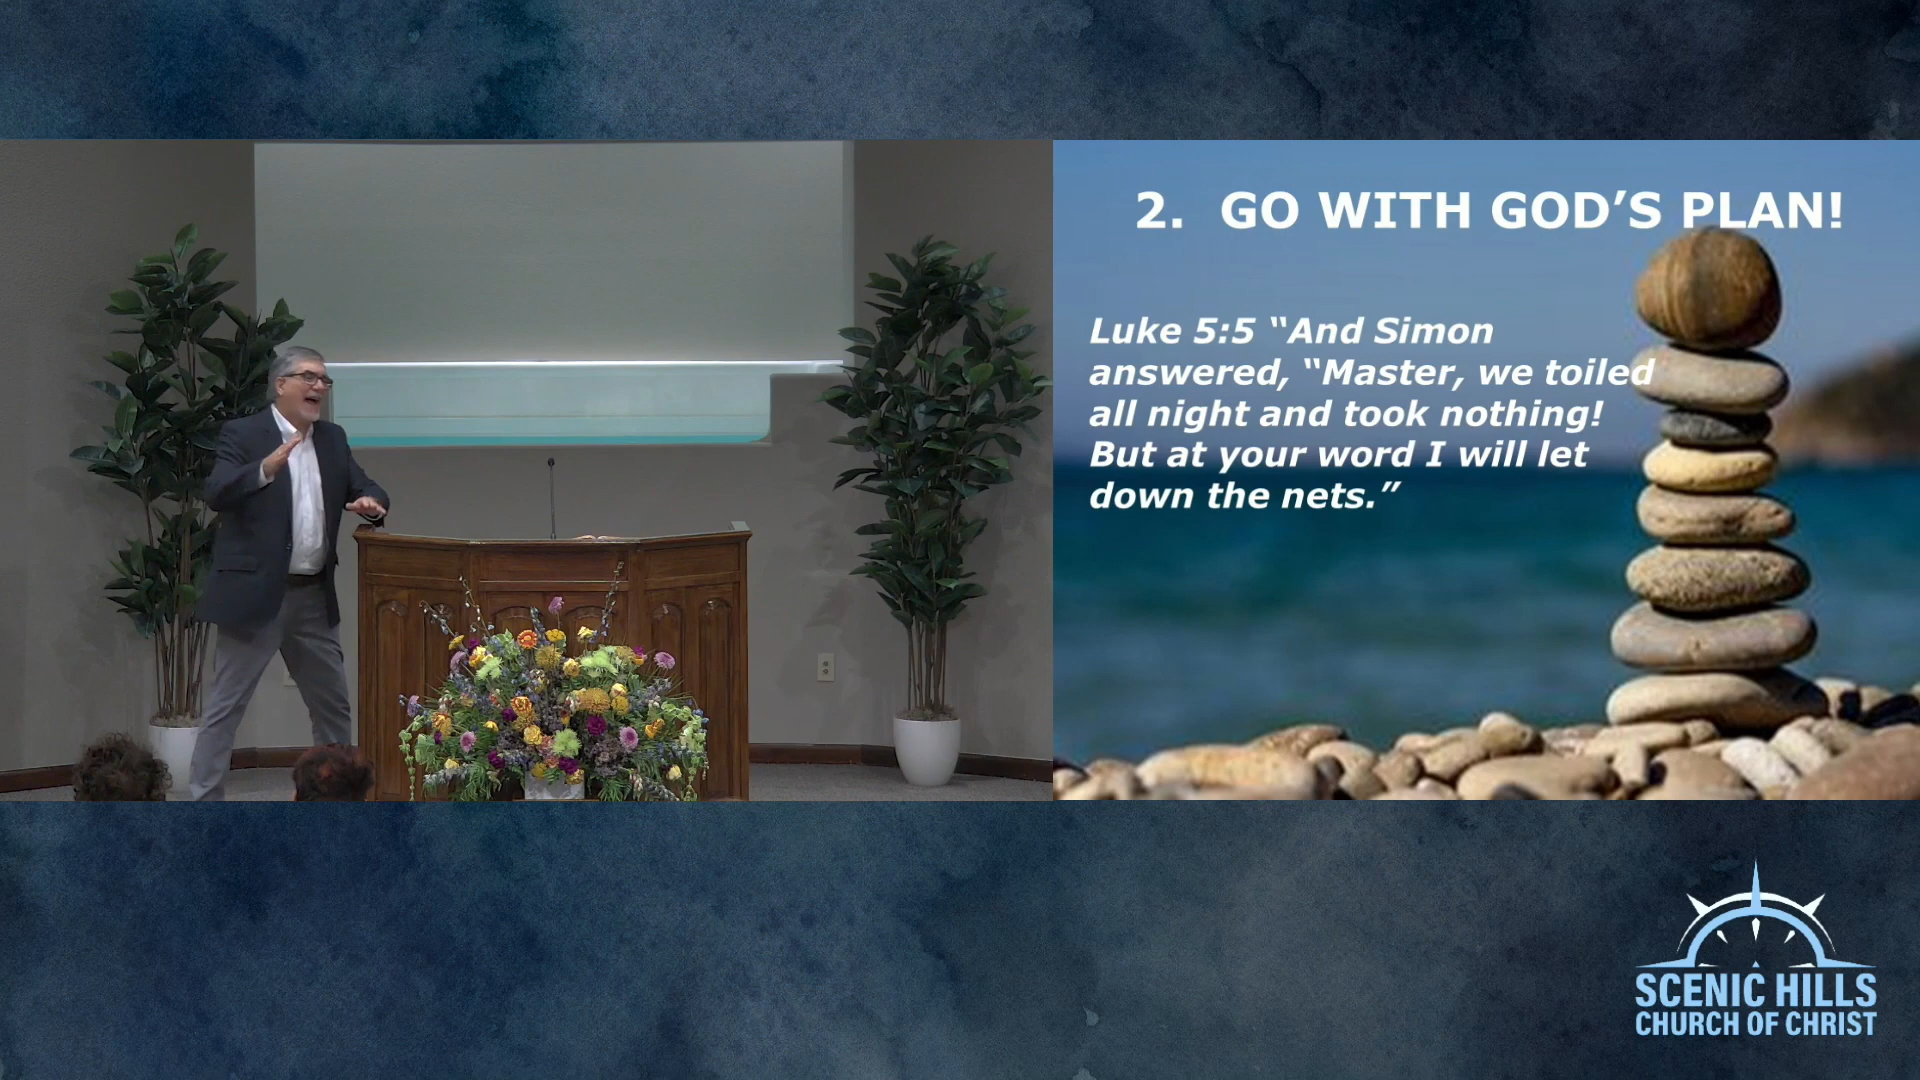 2. GO WITH GOD’S PLAN!
Luke 5:5 “And Simon
answered, “Master, we toiled
all night and took nothing!
But at your word I will let
down the nets.”
SCENIC HILLS
CHURCH OF CHRIST